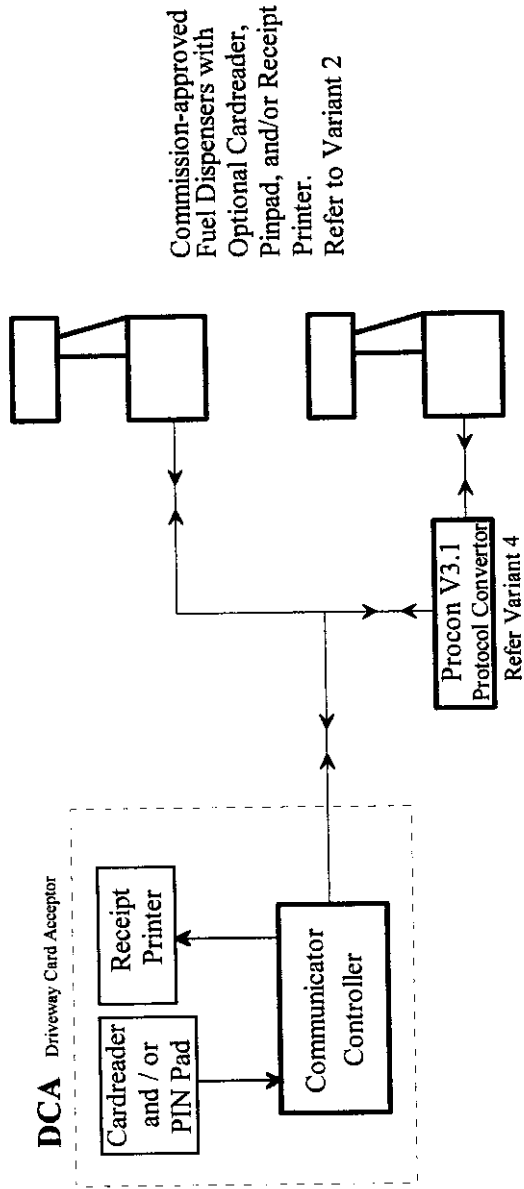 DCA Driveway Card Acceptor
Cardreader
and / or
PIN Pad
Receipt
Printer
Communicator
Controller
Procon V3.1
Protocol Convertor
Refer Variant 4
Commission-approved
Fuel Dispensers with
Optional Cardreader,
Pinpad, and/or Receipt
Printer.
Refer to Variant 2